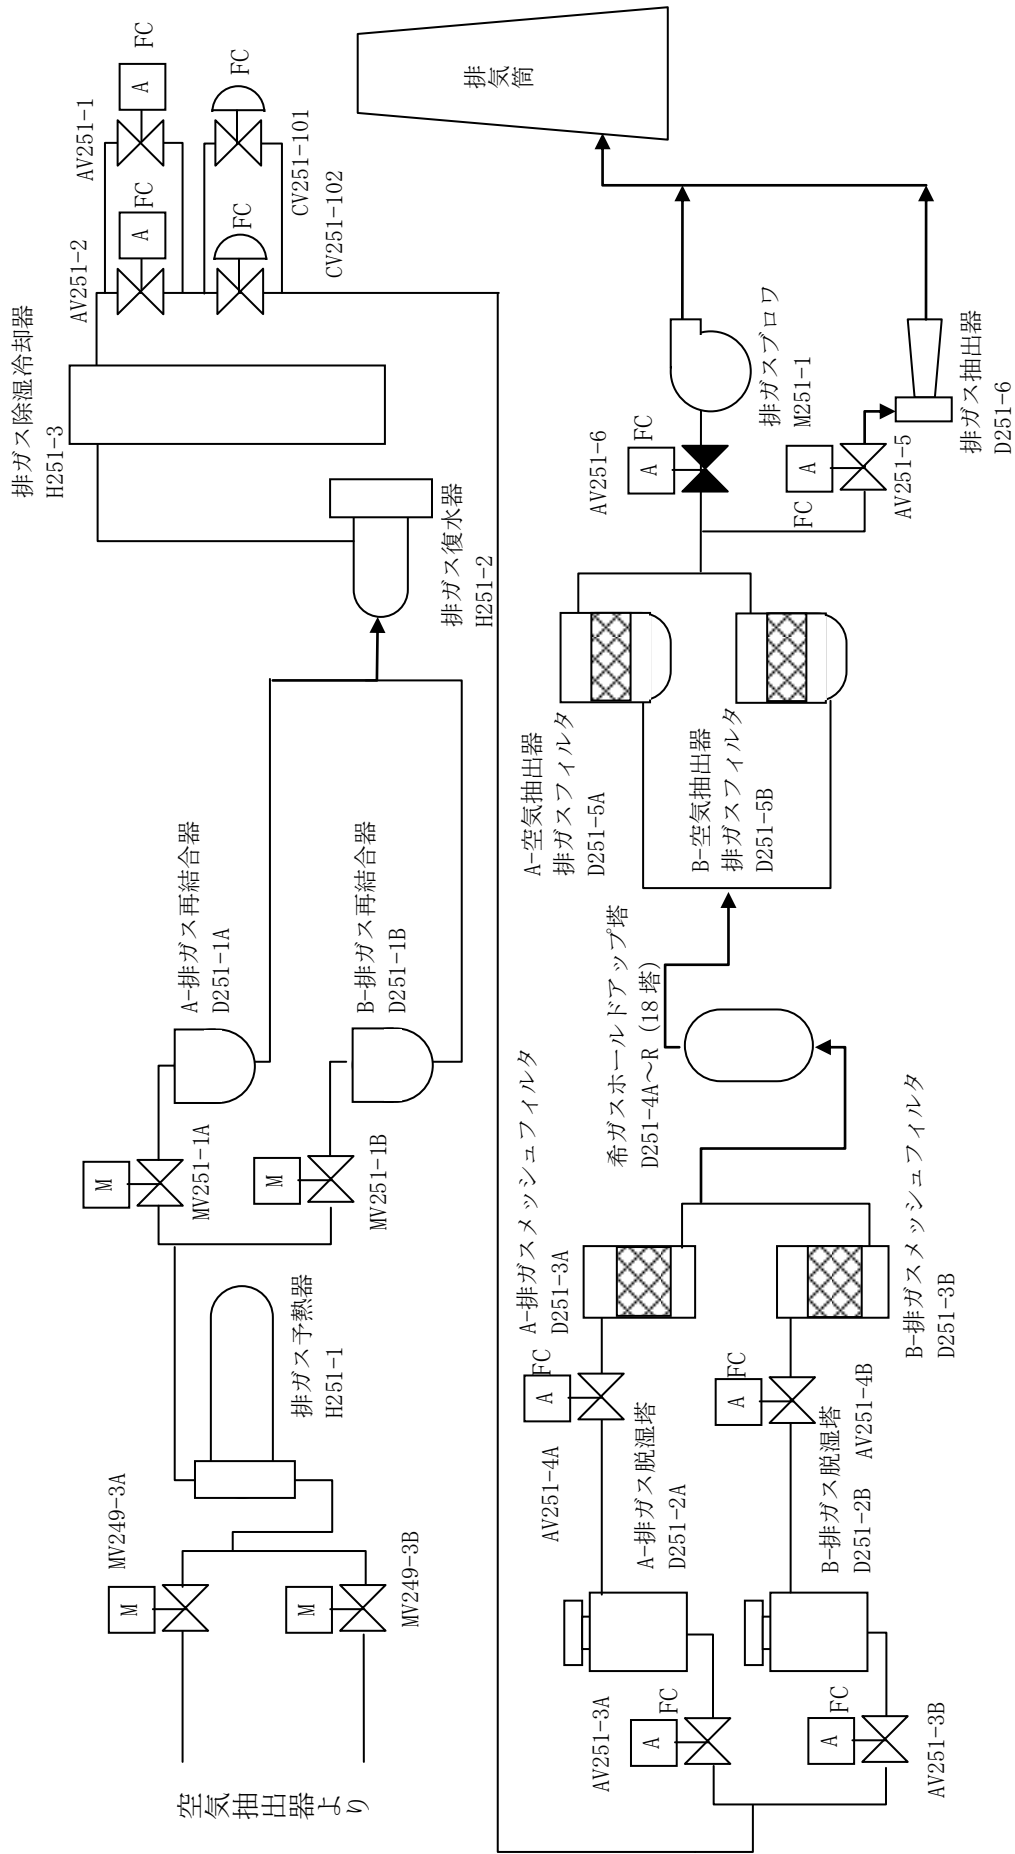 空気抽出器より
M
MV249-3A
M
MV249-3B
排ガス予熱器
H251-1
M
MV251-1A
M
MV251-1B
A-排ガス再結合器
D251-1A
B-排ガス再結合器
D251-1B
排ガス復水器
H251-2
排ガス除湿冷却器
H251-3
AV251-2
A
FC
AV251-1
A
FC
FC
CV251-102
FC
CV251-101
AV251-3A
A
FC
AV251-3B
A
FC
A-排ガス脱湿塔
D251-2A
B-排ガス脱湿塔
D251-2B
AV251-4A
A
FC
AV251-4B
A
FC
A-排ガスメッシュフィルタ
D251-3A
B-排ガスメッシュフィルタ
D251-3B
希ガスホールドアップ塔
D251-4A～R（18塔）
A-空気抽出器
排ガスフィルタ
D251-5A
B-空気抽出器
排ガスフィルタ
D251-5B
AV251-6
A
FC
AV251-5
A
FC
排ガスブロワ
M251-1
排ガス抽出器
D251-6
排気筒